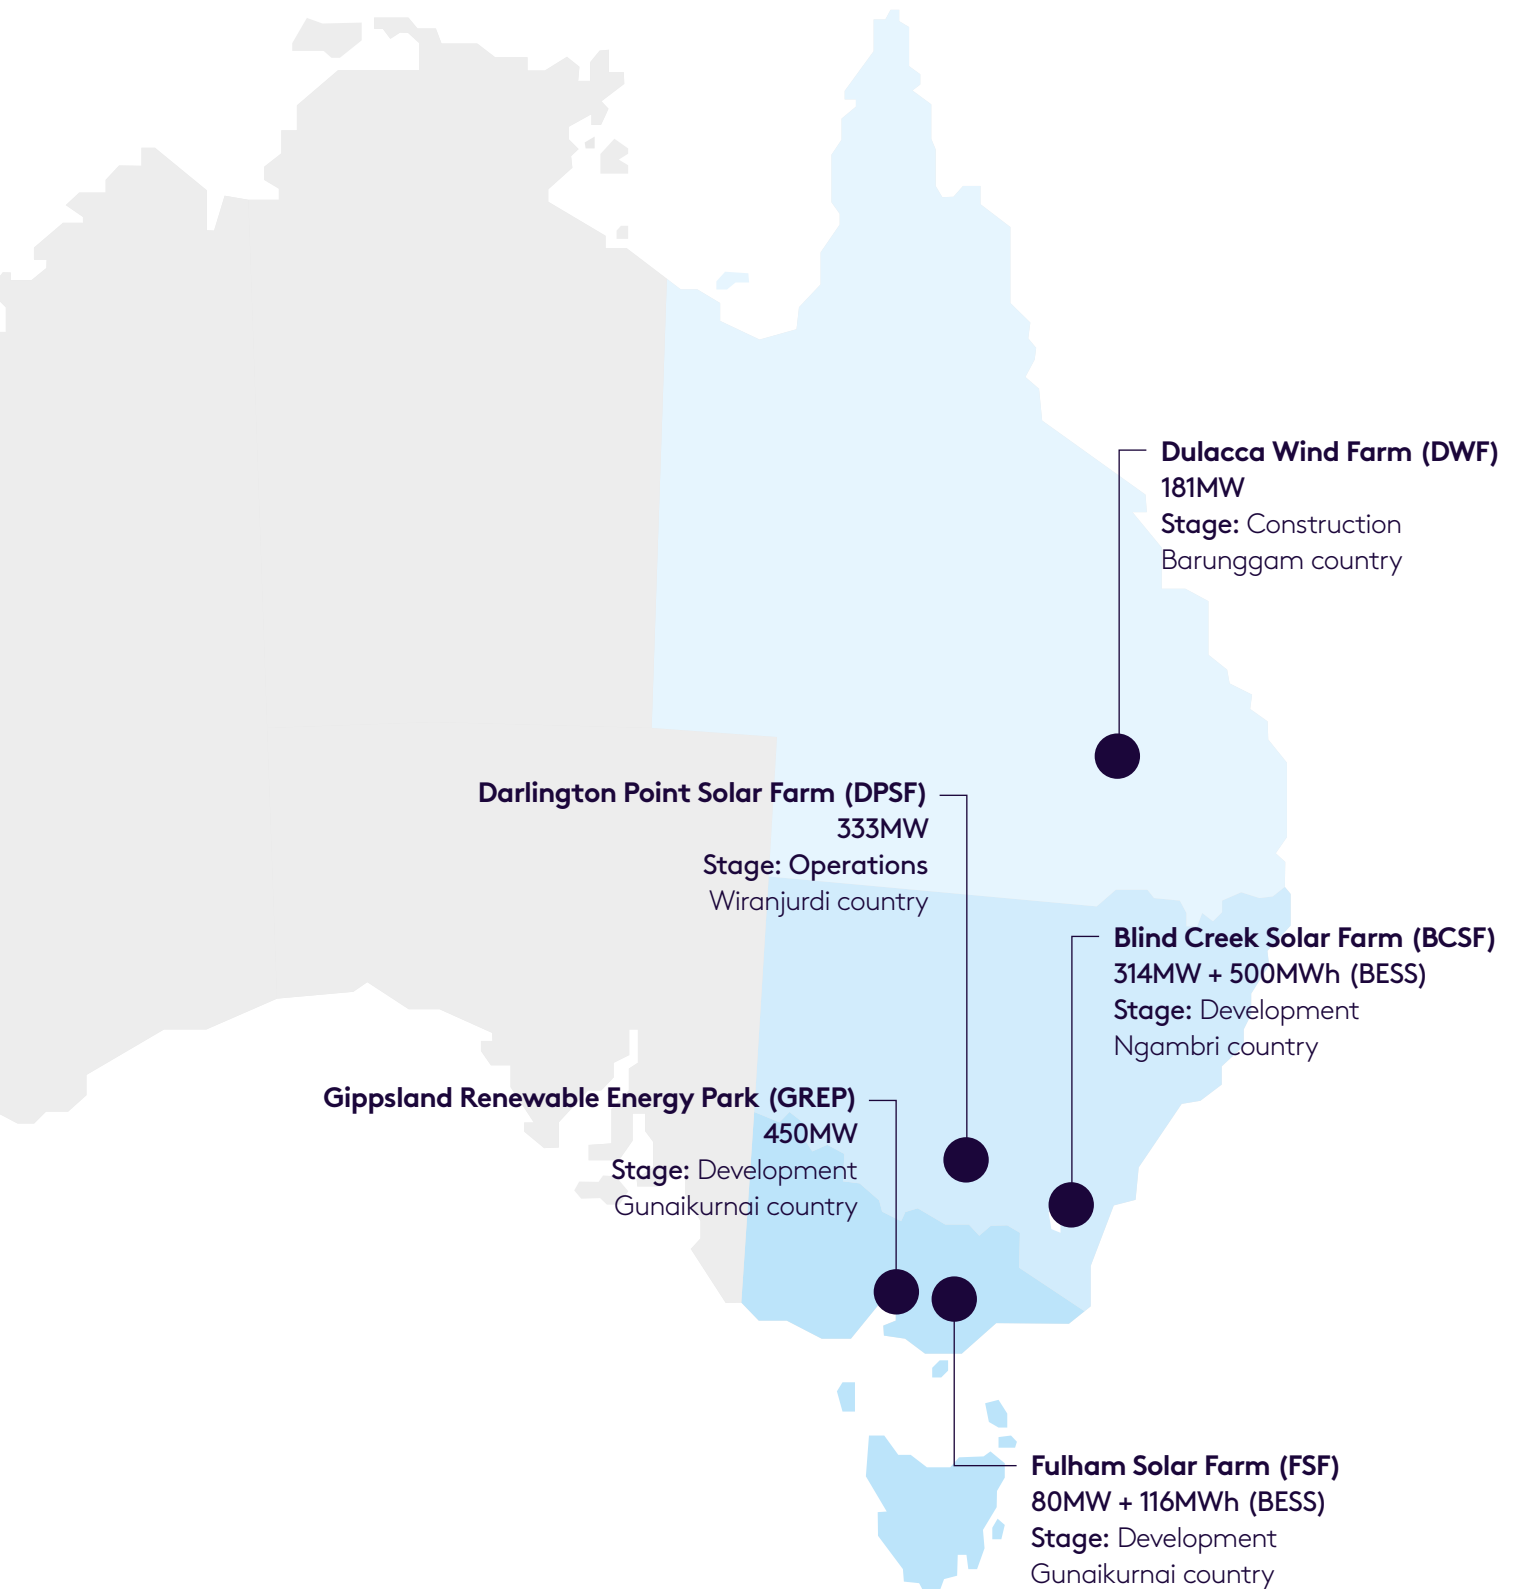 Dulacca Wind Farm (DWF)
181MW
Stage: Construction
Barunggam country
Darlington Point Solar Farm (DPSF)
333MW
Stage: Operations
Wiranjurdi country
Blind Creek Solar Farm (BCSF)
314MW + 500MWh (BESS)
Stage: Development
Ngambri country
Gippsland Renewable Energy Park (GREP)
450MW
Stage: Development
Gunaikurnai country
Fulham Solar Farm (FSF)
80MW + 116MWh (BESS)
Stage: Development
Gunaikurnai country